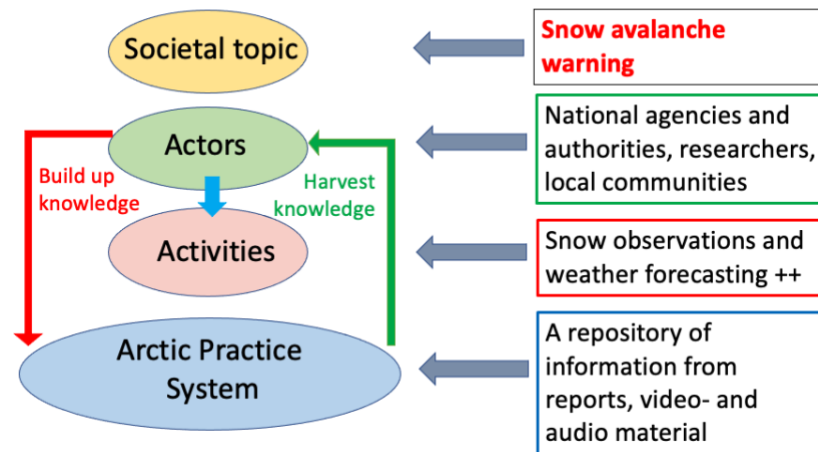 Societal topic
Snow avalanche
warning
Actors
National agencies and
authorities, researchers,
local communities
Build up
knowledge
Harvest
knowledge
Activities
Snow observations and
weather forecasting ++
Arctic Practice
System
A repository of
information from
reports, video- and
audio material